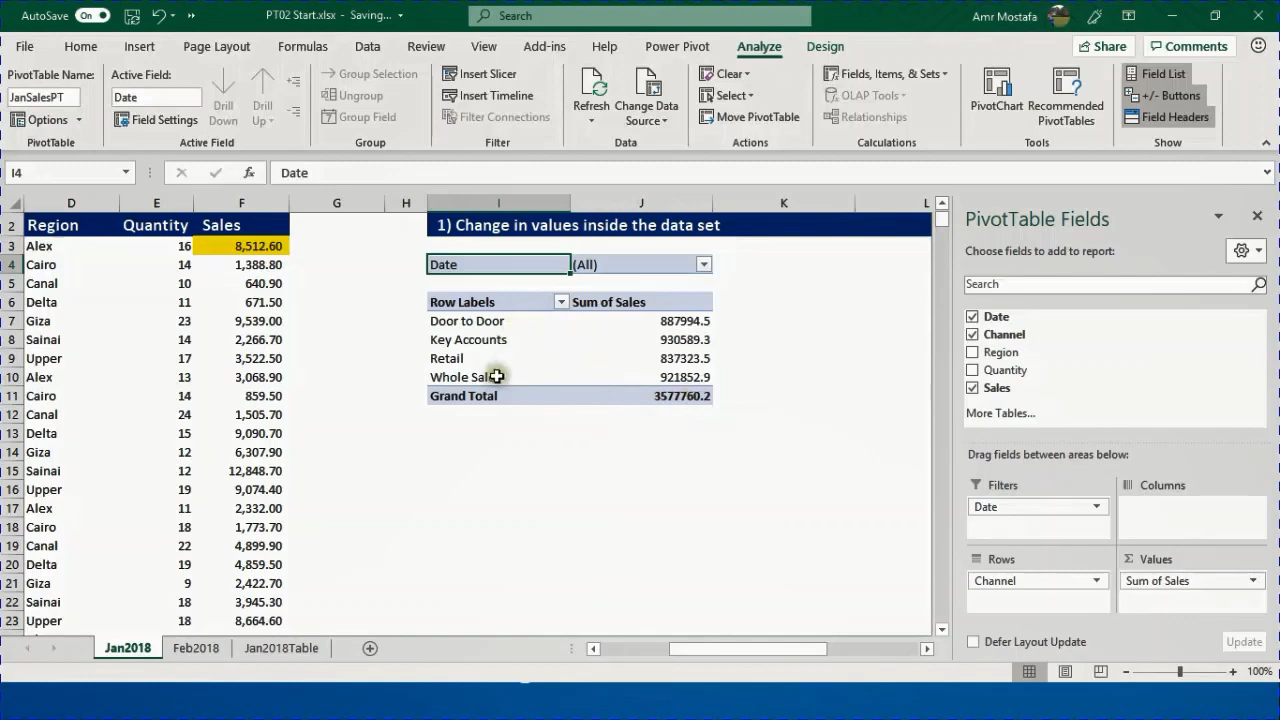 AutoSave On PT02 Start.xlsx - Saving... Search Amr Mostafa
File Home Insert Page Layout Formulas Data Review View Add-ins Help Power Pivot Analyze Design Share Comments
PivotTable Name:
JanSalesPT
Options
PivotTable
Active Field:
Date
Field Settings
Drill Down
Drill Up
Active Field
Group Selection
Ungroup
Group Field
Group
Insert Slicer
Insert Timeline
Filter Connections
Filter
Refresh
Change Data Source
Data
Clear
Select
Move PivotTable
Actions
Fields, Items, & Sets
OLAP Tools
Relationships
Calculations
PivotChart
Recommended PivotTables
Tools
Field List
+/- Buttons
Field Headers
Show
I4 fx Date
D E F G H I J K L
2 Region Quantity Sales 1) Change in values inside the data set
3 Alex 16 8,512.60
4 Cairo 14 1,388.80 Date (All)
5 Canal 10 640.90
6 Delta 11 671.50 Row Labels Sum of Sales
7 Giza 23 9,539.00 Door to Door 887994.5
8 Sainai 14 2,266.70 Key Accounts 930589.3
9 Upper 17 3,522.50 Retail 837323.5
10 Alex 13 3,068.90 Whole Sales 921852.9
11 Cairo 14 859.50 Grand Total 3577760.2
12 Canal 24 1,505.70
13 Delta 15 9,090.70
14 Giza 12 6,307.90
15 Sainai 12 12,848.70
16 Upper 19 9,074.40
17 Alex 11 2,332.00
18 Cairo 18 1,773.70
19 Canal 22 4,899.90
20 Delta 19 4,859.50
21 Giza 9 2,422.70
22 Sainai 18 3,945.30
23 Upper 18 8,664.60
PivotTable Fields
Choose fields to add to report:
Search
Date
Channel
Region
Quantity
Sales
More Tables...
Drag fields between areas below:
Filters Columns
Date
Rows Σ Values
Channel Sum of Sales
Defer Layout Update Update
Jan2018 Feb2018 Jan2018Table
100%